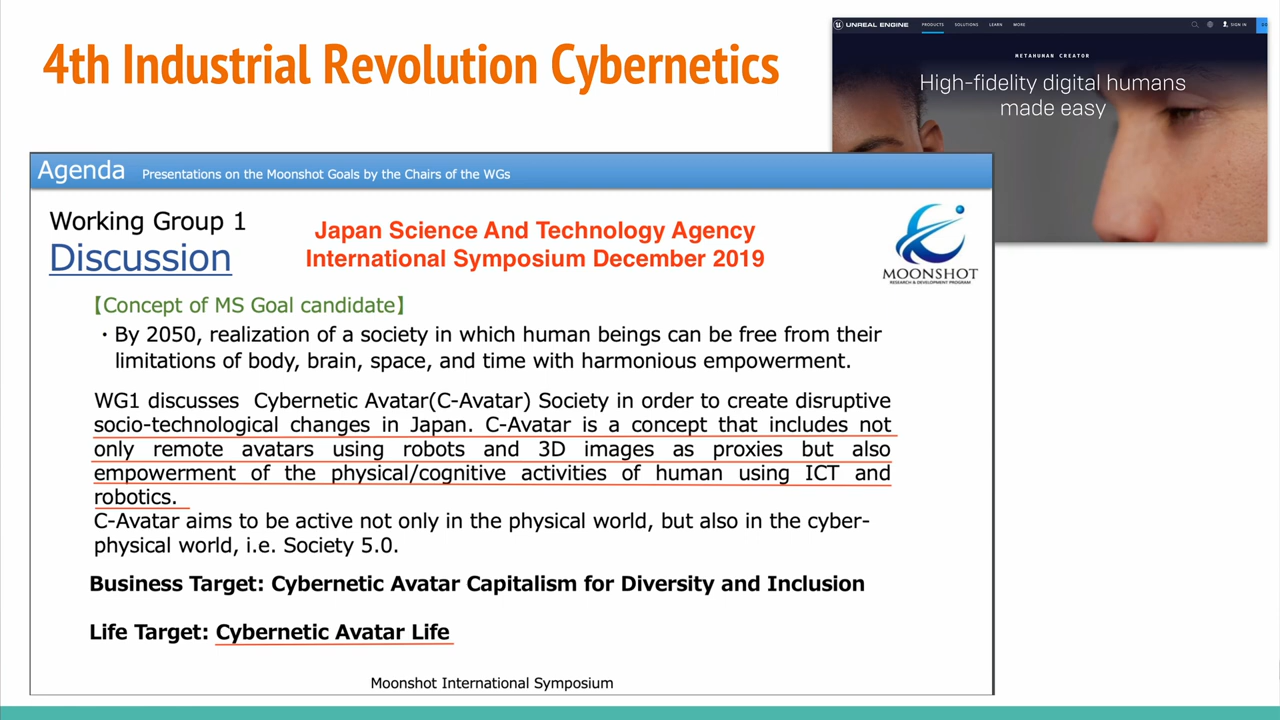 4th Industrial Revolution Cybernetics
UNREAL ENGINE
PRODUCTS
SOLUTIONS
LEARN
MORE
SIGN IN
METAHUMAN CREATOR
High-fidelity digital humans
made easy
Agenda Presentations on the Moonshot Goals by the Chairs of the WGs
Working Group 1
Discussion
Japan Science And Technology Agency
International Symposium December 2019
MOONSHOT
RESEARCH & DEVELOPMENT PROGRAM
【Concept of MS Goal candidate】
・By 2050, realization of a society in which human beings can be free from their
limitations of body, brain, space, and time with harmonious empowerment.
WG1 discusses Cybernetic Avatar(C-Avatar) Society in order to create disruptive
socio-technological changes in Japan. C-Avatar is a concept that includes not
only remote avatars using robots and 3D images as proxies but also
empowerment of the physical/cognitive activities of human using ICT and
robotics.
C-Avatar aims to be active not only in the physical world, but also in the cyber-
physical world, i.e. Society 5.0.
Business Target: Cybernetic Avatar Capitalism for Diversity and Inclusion
Life Target: Cybernetic Avatar Life
Moonshot International Symposium